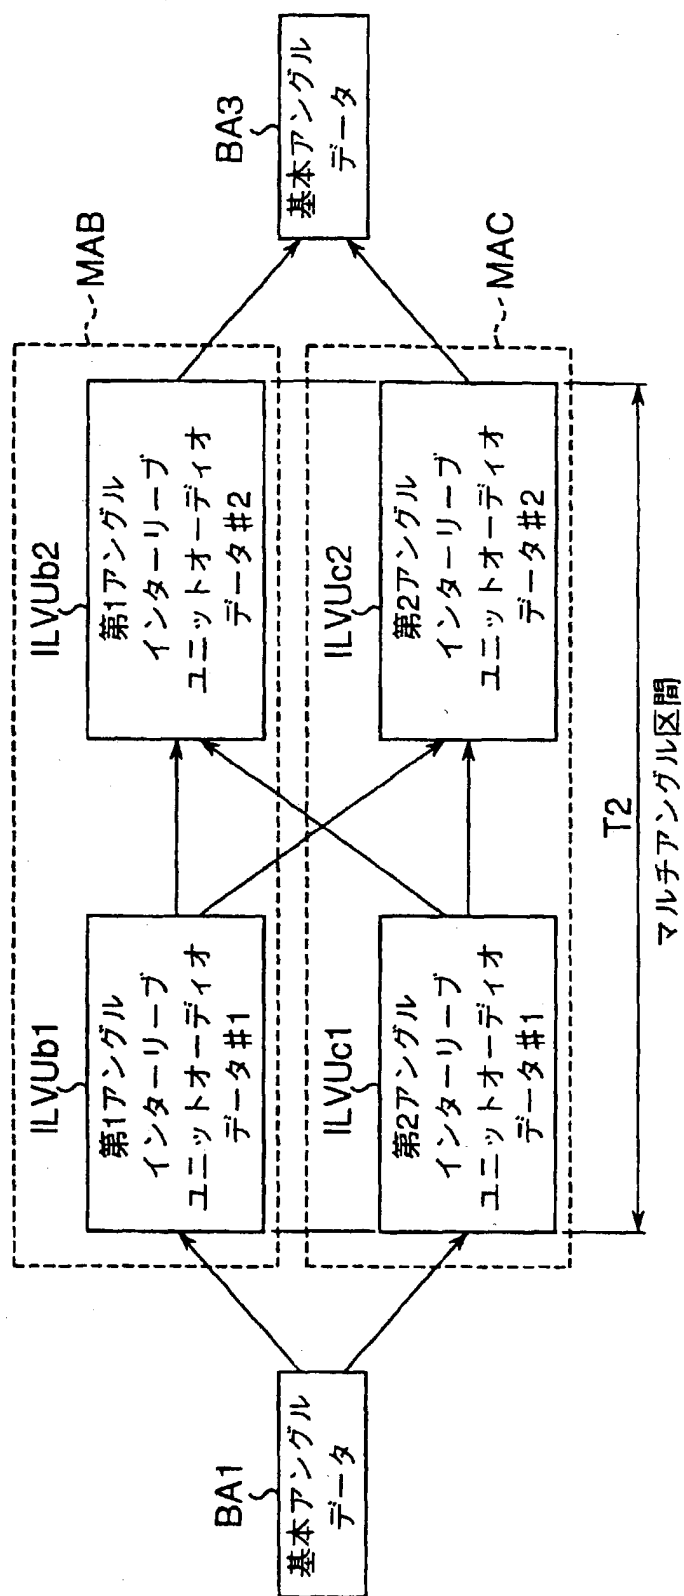 BA1
基本アングル
データ
MAB
ILVUb1
第1アングル
インターリーブ
ユニットオーディオ
データ#1
ILVUb2
第1アングル
インターリーブ
ユニットオーディオ
データ#2
ILVUc1
第2アングル
インターリーブ
ユニットオーディオ
データ#1
ILVUc2
第2アングル
インターリーブ
ユニットオーディオ
データ#2
MAC
BA3
基本アングル
データ
T2
マルチアングル区間